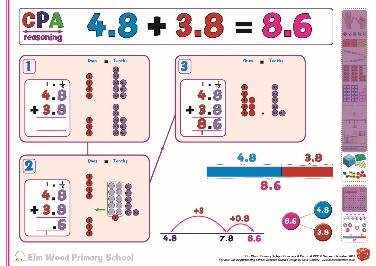 CPA
reasoning
4.8 + 3.8 = 8.6
1
Ones
Tenths
4.8
+ 3.8
3
Ones
Tenths
4.8
+ 3.8
8.6
2
Ones
Tenths
4.8
+ 3.8
.6
4.8
3.8
8.6
+3
+0.8
4.8
7.8
8.6
8.6
4.8
3.8
Elm Wood Primary School